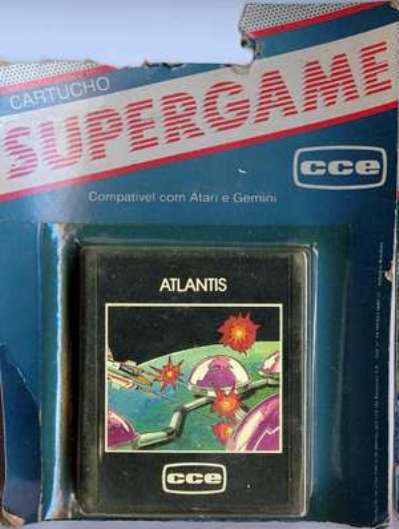 CARTUCHO
SUPERGAME
cce
Compatível com Atari e Gemini
ATLANTIS
cce